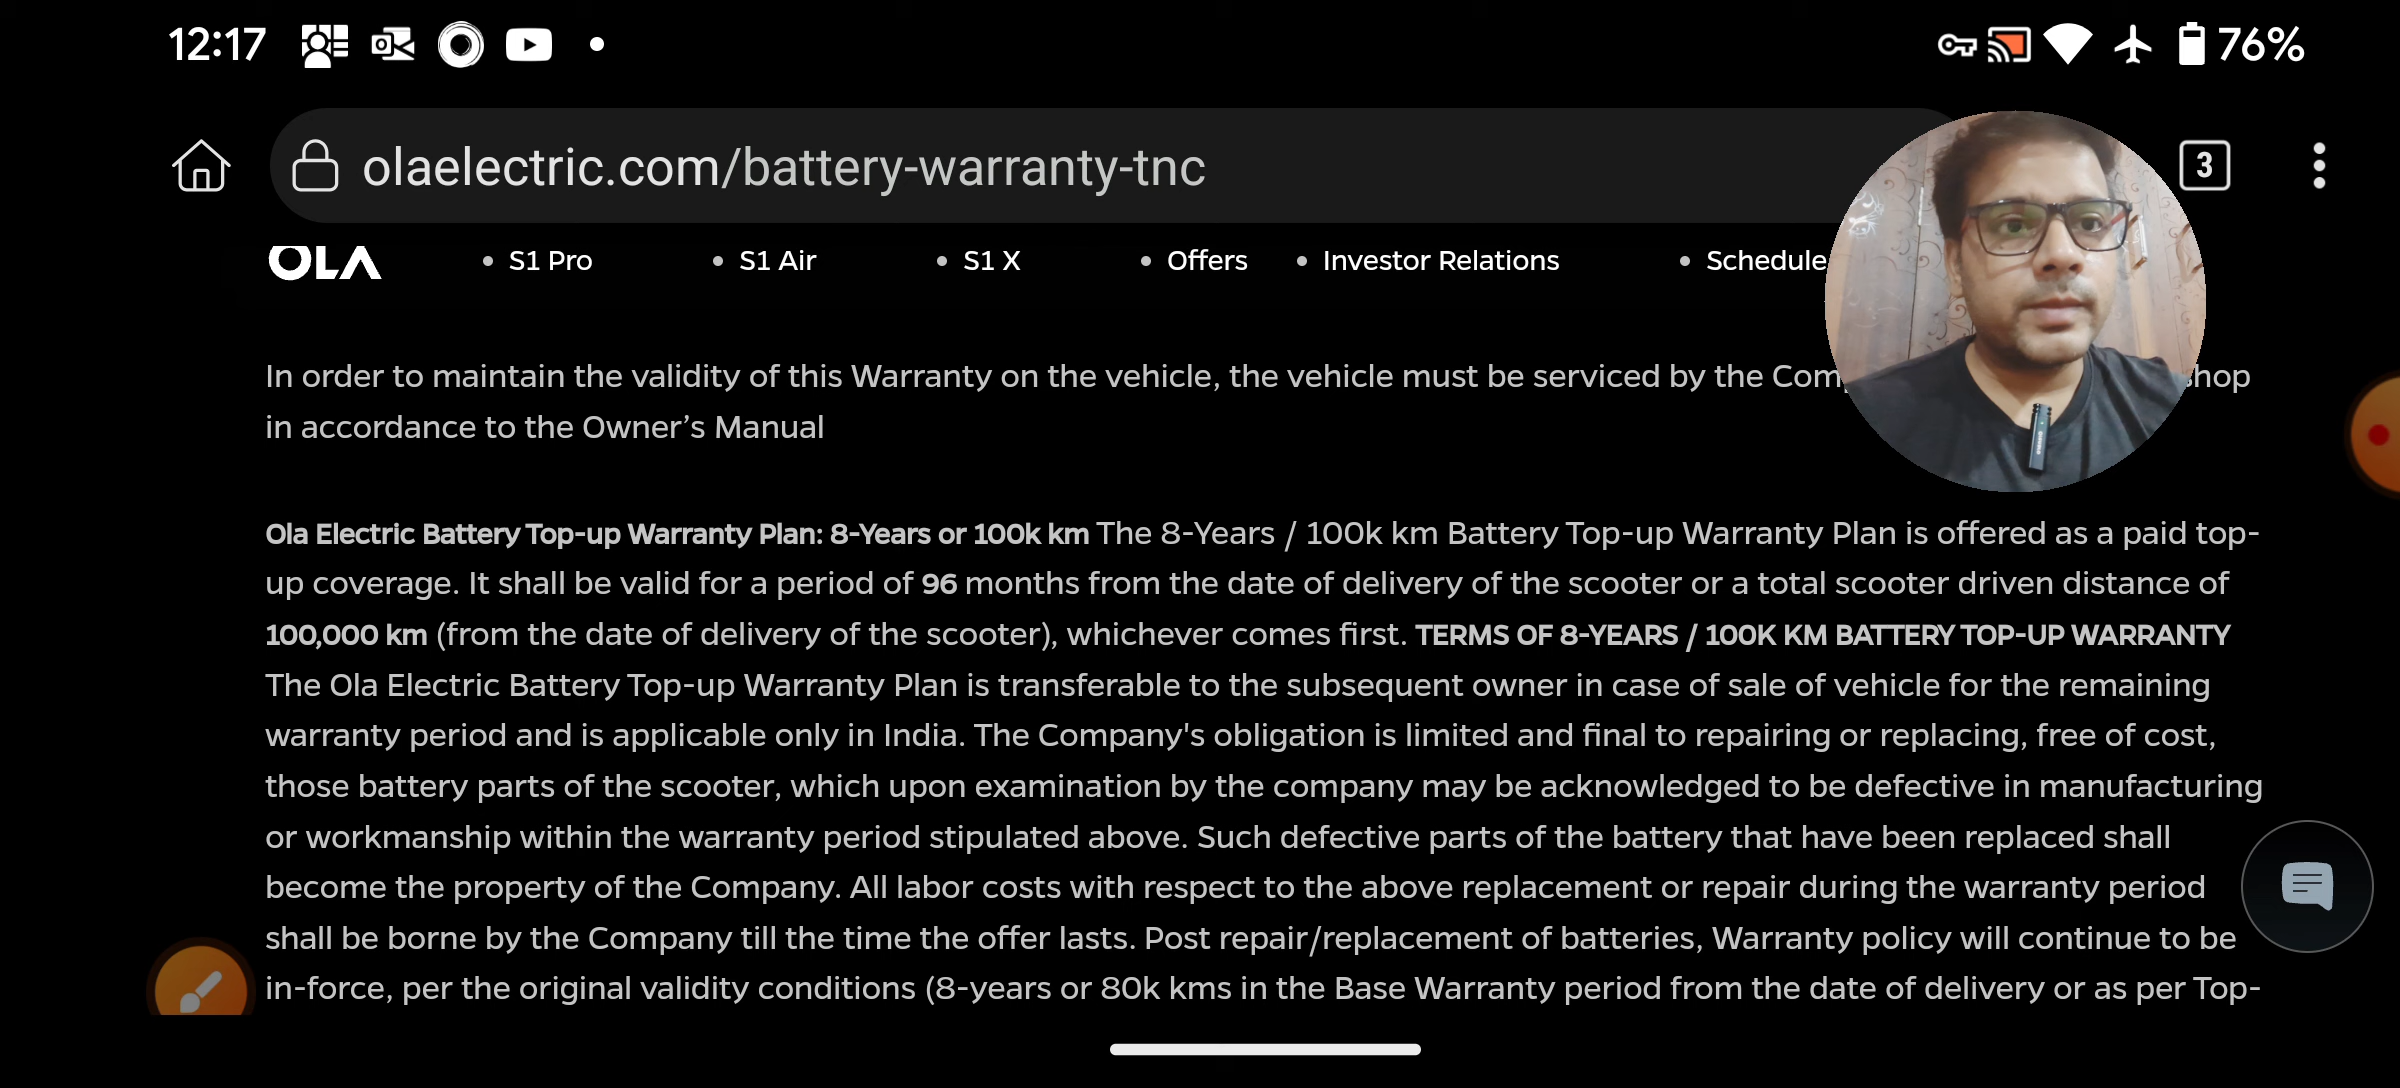 12:17
76%
olaelectric.com/battery-warranty-tnc
3
OLA
• S1 Pro
• S1 Air
• S1 X
• Offers
• Investor Relations
• Schedule
In order to maintain the validity of this Warranty on the vehicle, the vehicle must be serviced by the
in accordance to the Owner’s Manual
Ola Electric Battery Top-up Warranty Plan: 8-Years or 100k km The 8-Years / 100k km Battery Top-up Warranty Plan is offered as a paid top-
up coverage. It shall be valid for a period of 96 months from the date of delivery of the scooter or a total scooter driven distance of
100,000 km (from the date of delivery of the scooter), whichever comes first. TERMS OF 8-YEARS / 100K KM BATTERY TOP-UP WARRANTY
The Ola Electric Battery Top-up Warranty Plan is transferable to the subsequent owner in case of sale of vehicle for the remaining
warranty period and is applicable only in India. The Company's obligation is limited and final to repairing or replacing, free of cost,
those battery parts of the scooter, which upon examination by the company may be acknowledged to be defective in manufacturing
or workmanship within the warranty period stipulated above. Such defective parts of the battery that have been replaced shall
become the property of the Company. All labor costs with respect to the above replacement or repair during the warranty period
shall be borne by the Company till the time the offer lasts. Post repair/replacement of batteries, Warranty policy will continue to be
in-force, per the original validity conditions (8-years or 80k kms in the Base Warranty period from the date of delivery or as per Top-